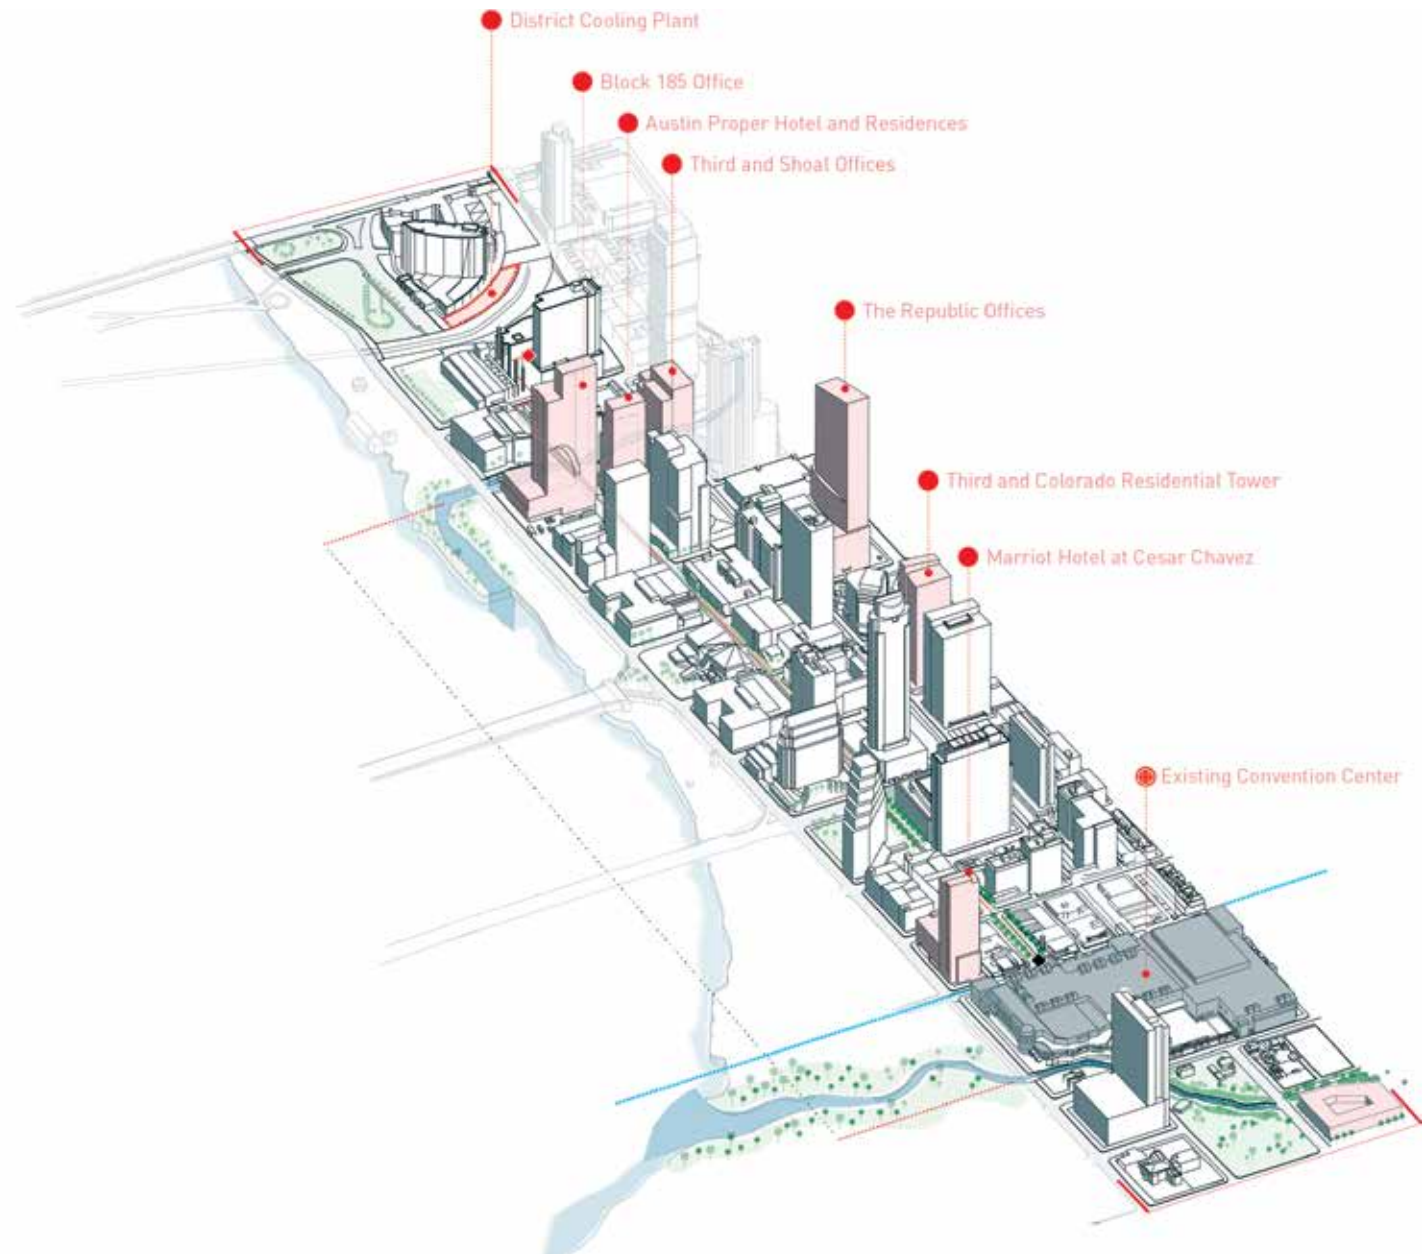 District Cooling Plant
Block 185 Office
Austin Proper Hotel and Residences
Third and Shoal Offices
The Republic Offices
Third and Colorado Residential Tower
Marriot Hotel at Cesar Chavez
Existing Convention Center